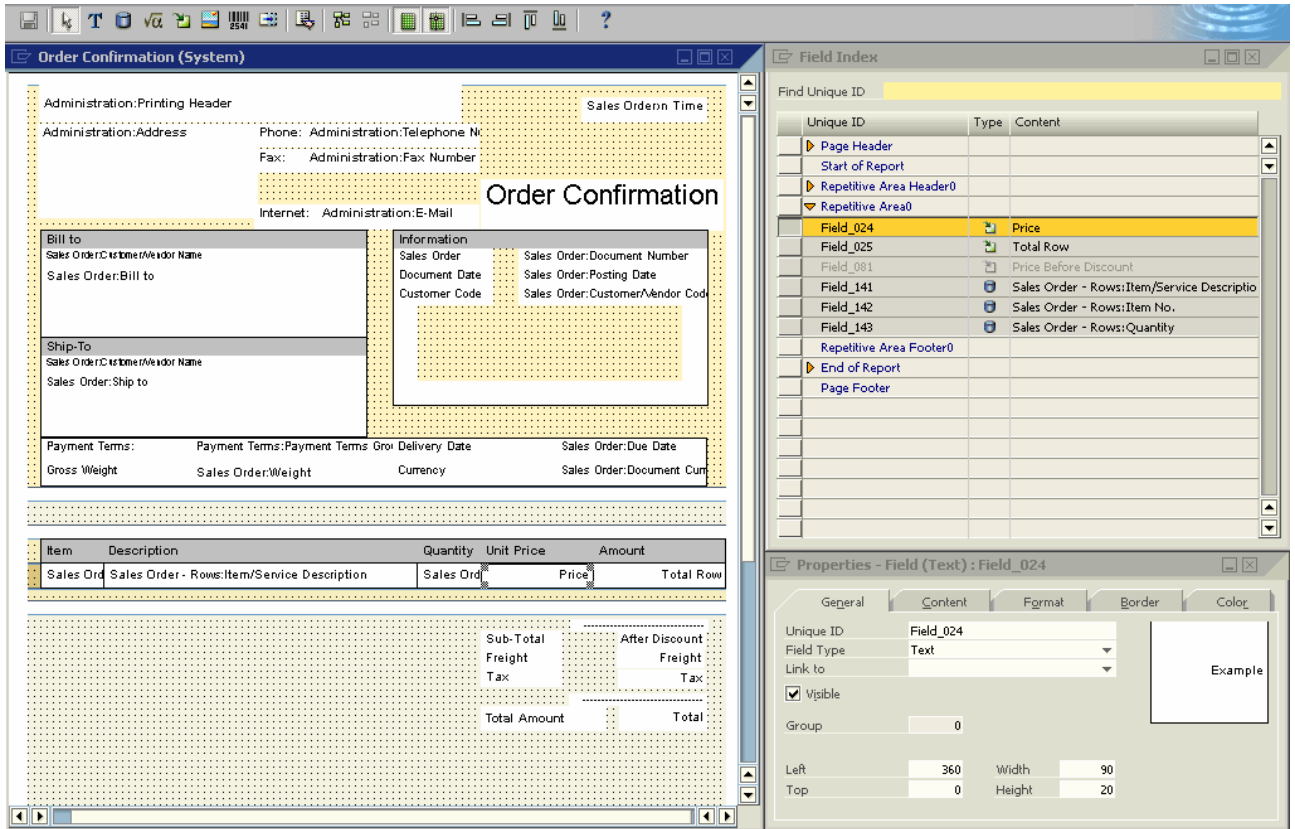 2541
Order Confirmation (System)
Administration:Printing Header
Sales Orderın Time
Administration:Address
Phone: Administration:Telephone Nu
Fax: Administration:Fax Number
Order Confirmation
Internet: Administration:E-Mail
Bill to
Sales Order:Customer/Vendor Name
Sales Order:Bill to
Information
Sales Order Sales Order:Document Number
Document Date Sales Order:Posting Date
Customer Code Sales Order:Customer/Vendor Code
Ship-To
Sales Order:Customer/Vendor Name
Sales Order:Ship to
Payment Terms: Payment Terms:Payment Terms Grou Delivery Date Sales Order:Due Date
Gross Weight Sales Order:Weight Currency Sales Order:Document Curr
Item Description Quantity Unit Price Amount
Sales Ord Sales Order - Rows:Item/Service Description Sales Ord Price Total Row
Sub-Total After Discount
Freight Freight
Tax Tax
Total Amount Total
Field Index
Find Unique ID
Unique ID Type Content
Page Header
Start of Report
Repetitive Area Header0
Repetitive Area0
Field_024 Price
Field_025 Total Row
Field_081 Price Before Discount
Field_141 Sales Order - Rows:Item/Service Descriptio
Field_142 Sales Order - Rows:Item No.
Field_143 Sales Order - Rows:Quantity
Repetitive Area Footer0
End of Report
Page Footer
Properties - Field (Text) : Field_024
General Content Format Border Color
Unique ID Field_024
Field Type Text
Link to
Example
Visible
Group 0
Left 360 Width 90
Top 0 Height 20